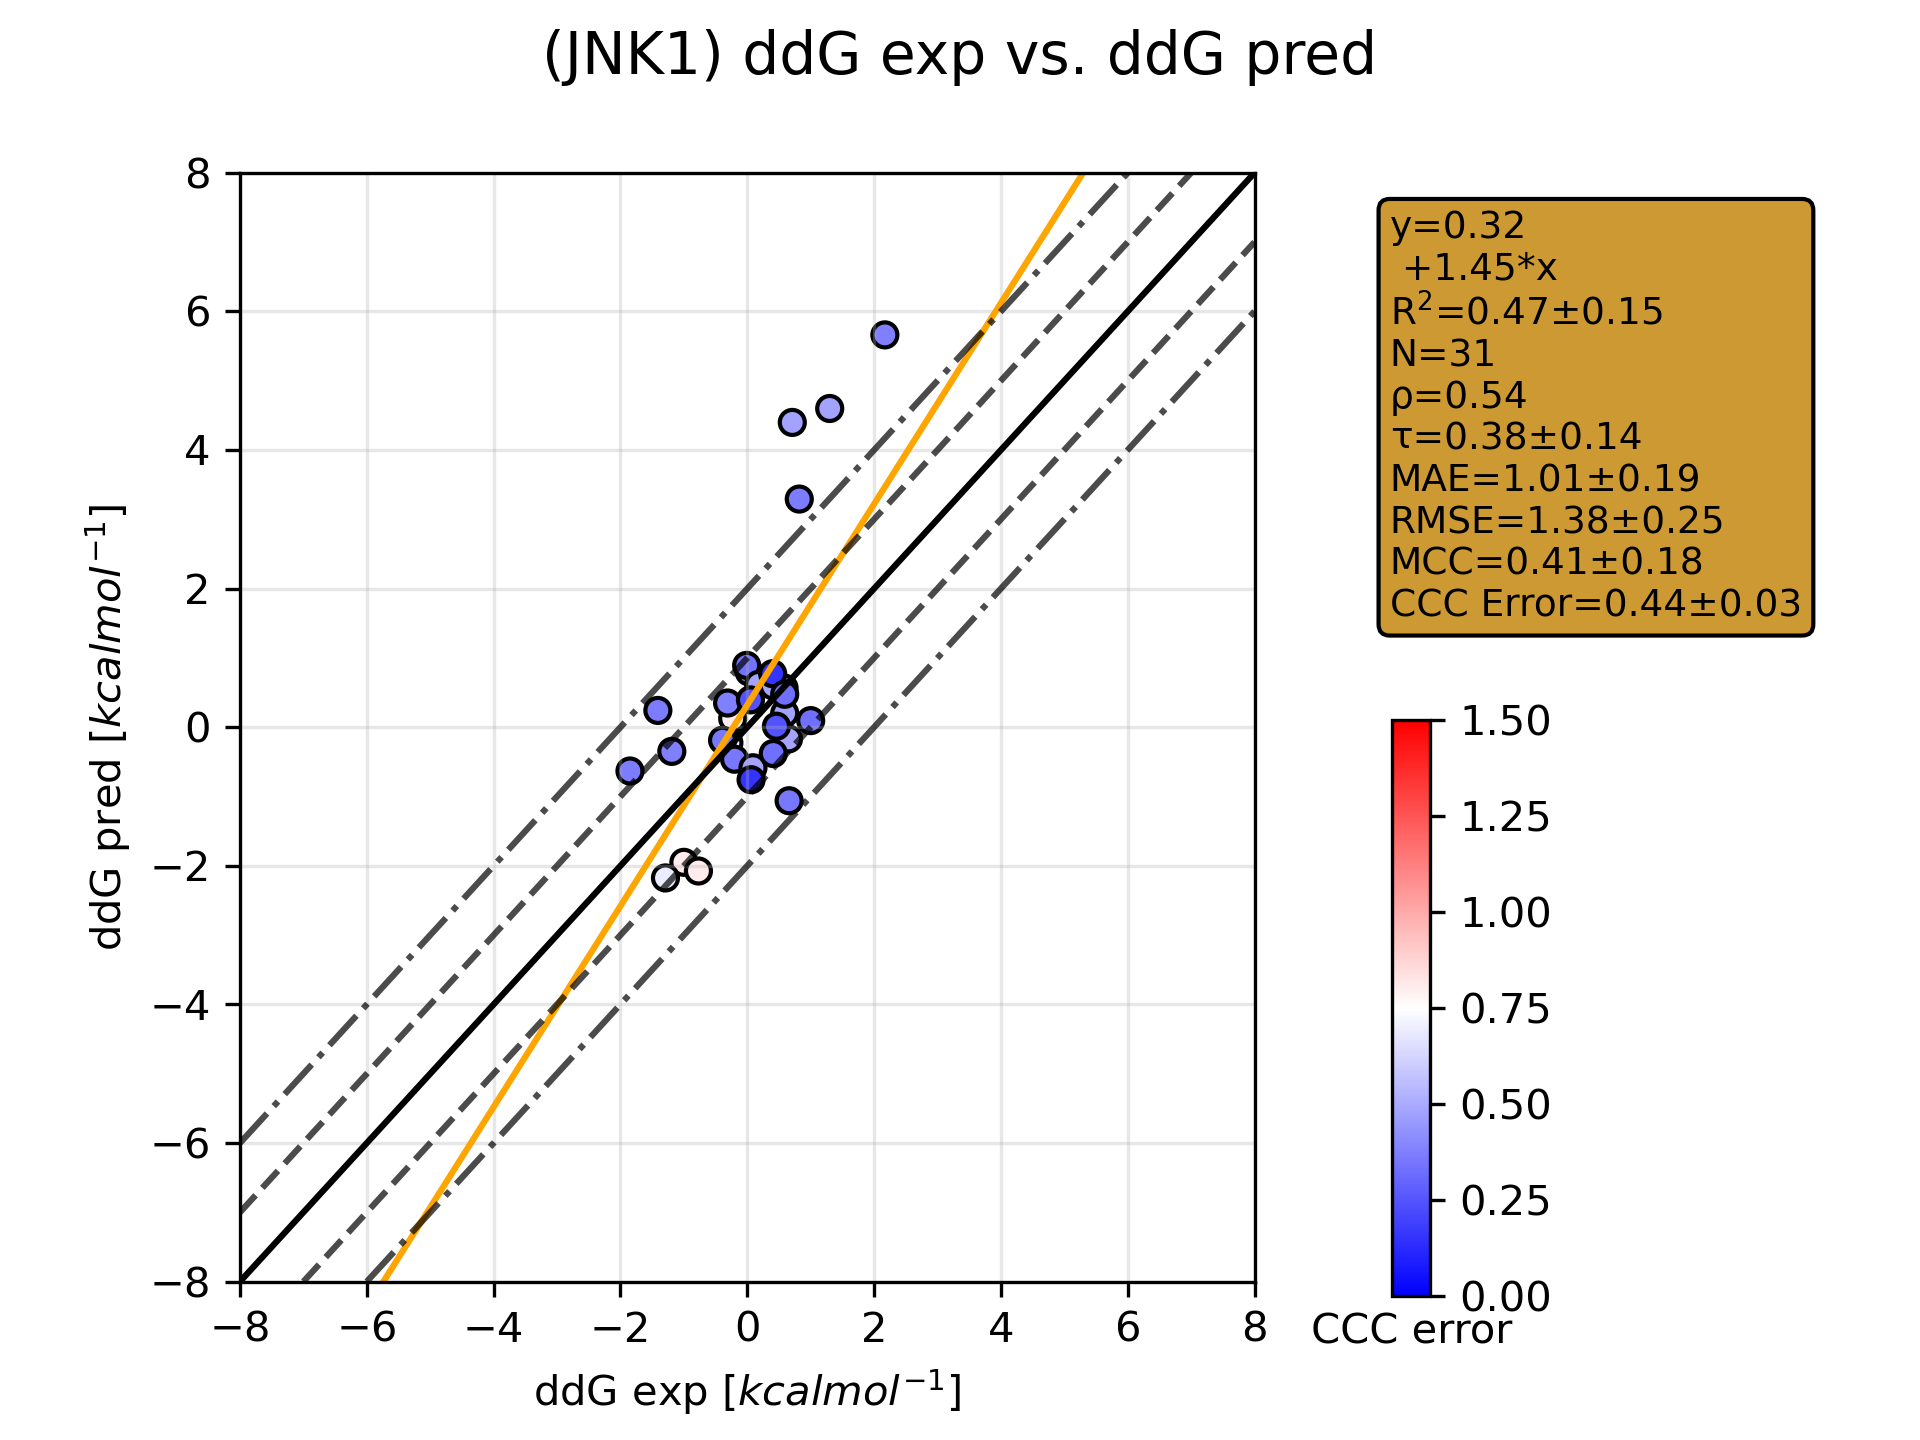 (JNK1) ddG exp vs. ddG pred
8
6
4
2
0
−2
−4
−6
−8
ddG pred [kcalmol⁻¹]
−8 −6 −4 −2 0 2 4 6 8
ddG exp [kcalmol⁻¹]
y=0.32
+1.45*x
R²=0.47±0.15
N=31
ρ=0.54
τ=0.38±0.14
MAE=1.01±0.19
RMSE=1.38±0.25
MCC=0.41±0.18
CCC Error=0.44±0.03
1.50
1.25
1.00
0.75
0.50
0.25
0.00
CCC error